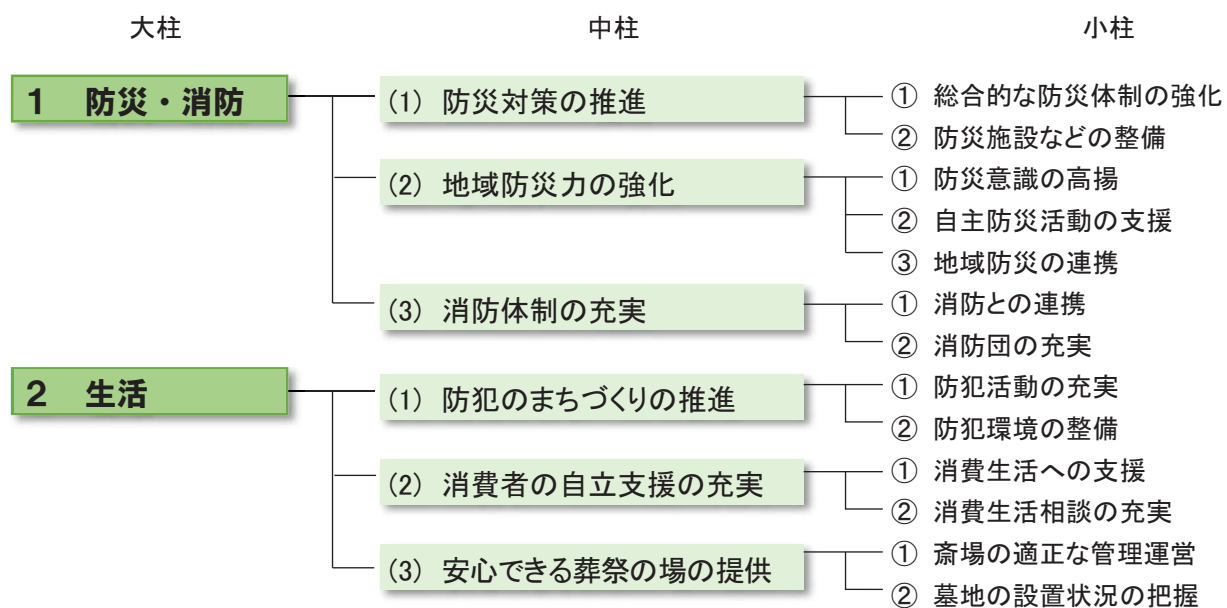 大柱 中柱 小柱
1 防災・消防
(1) 防災対策の推進
① 総合的な防災体制の強化
② 防災施設などの整備
(2) 地域防災力の強化
① 防災意識の高揚
② 自主防災活動の支援
③ 地域防災の連携
(3) 消防体制の充実
① 消防との連携
② 消防団の充実
2 生活
(1) 防犯のまちづくりの推進
① 防犯活動の充実
② 防犯環境の整備
(2) 消費者の自立支援の充実
① 消費生活への支援
② 消費生活相談の充実
(3) 安心できる葬祭の場の提供
① 斎場の適正な管理運営
② 墓地の設置状況の把握